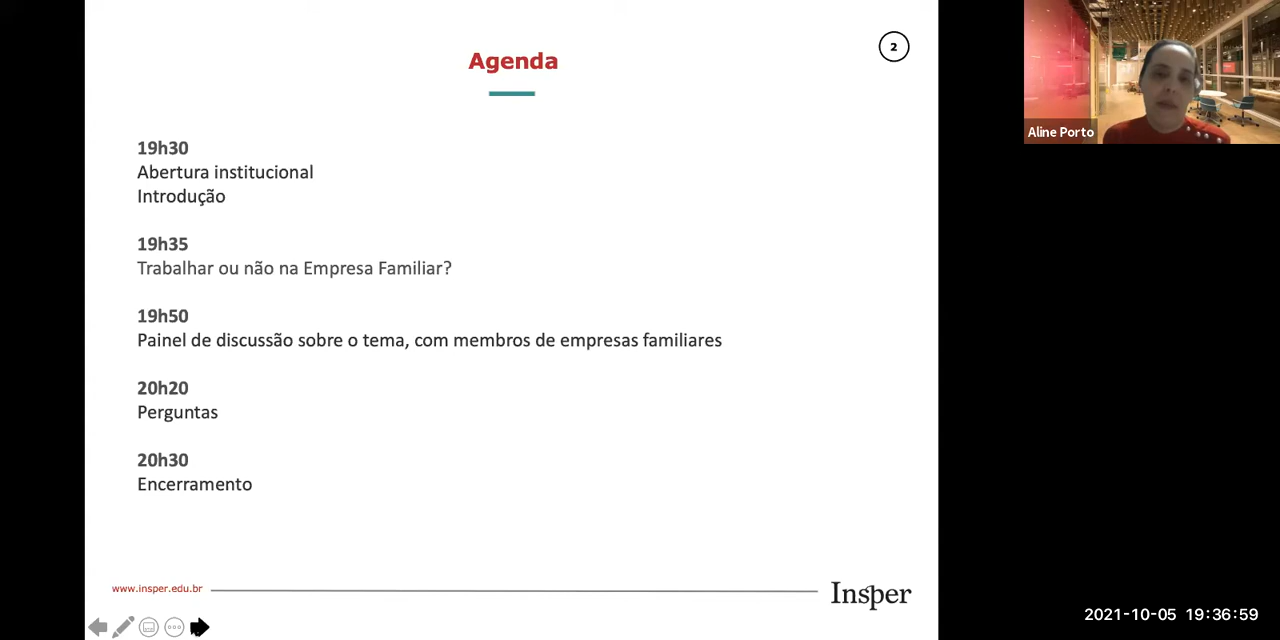 Agenda
2
19h30
Abertura institucional
Introdução
19h35
Trabalhar ou não na Empresa Familiar?
19h50
Painel de discussão sobre o tema, com membros de empresas familiares
20h20
Perguntas
20h30
Encerramento
www.insper.edu.br
Insper
Aline Porto
2021-10-05 19:36:59